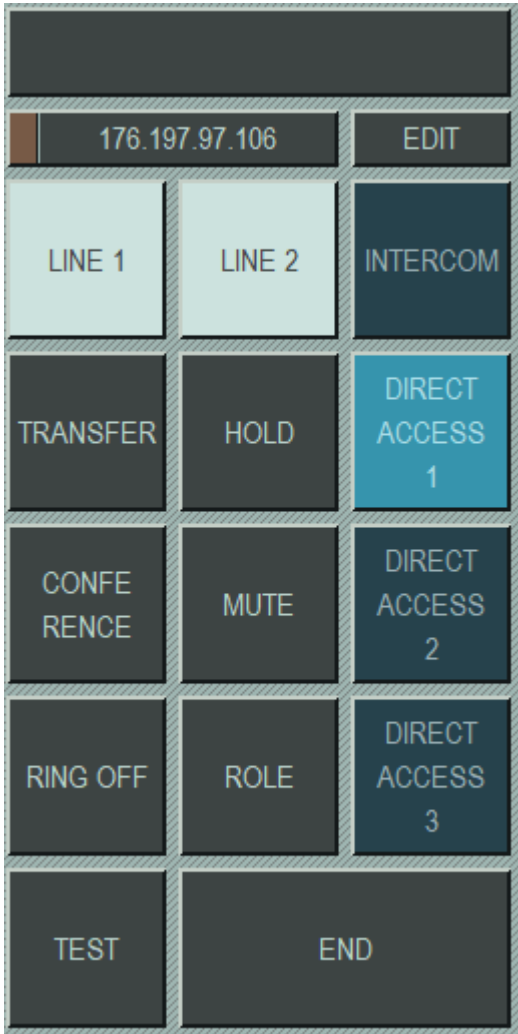 176.197.97.106
EDIT
LINE 1
LINE 2
INTERCOM
TRANSFER
HOLD
DIRECT
ACCESS
1
CONFE
RENCE
MUTE
DIRECT
ACCESS
2
RING OFF
ROLE
DIRECT
ACCESS
3
TEST
END